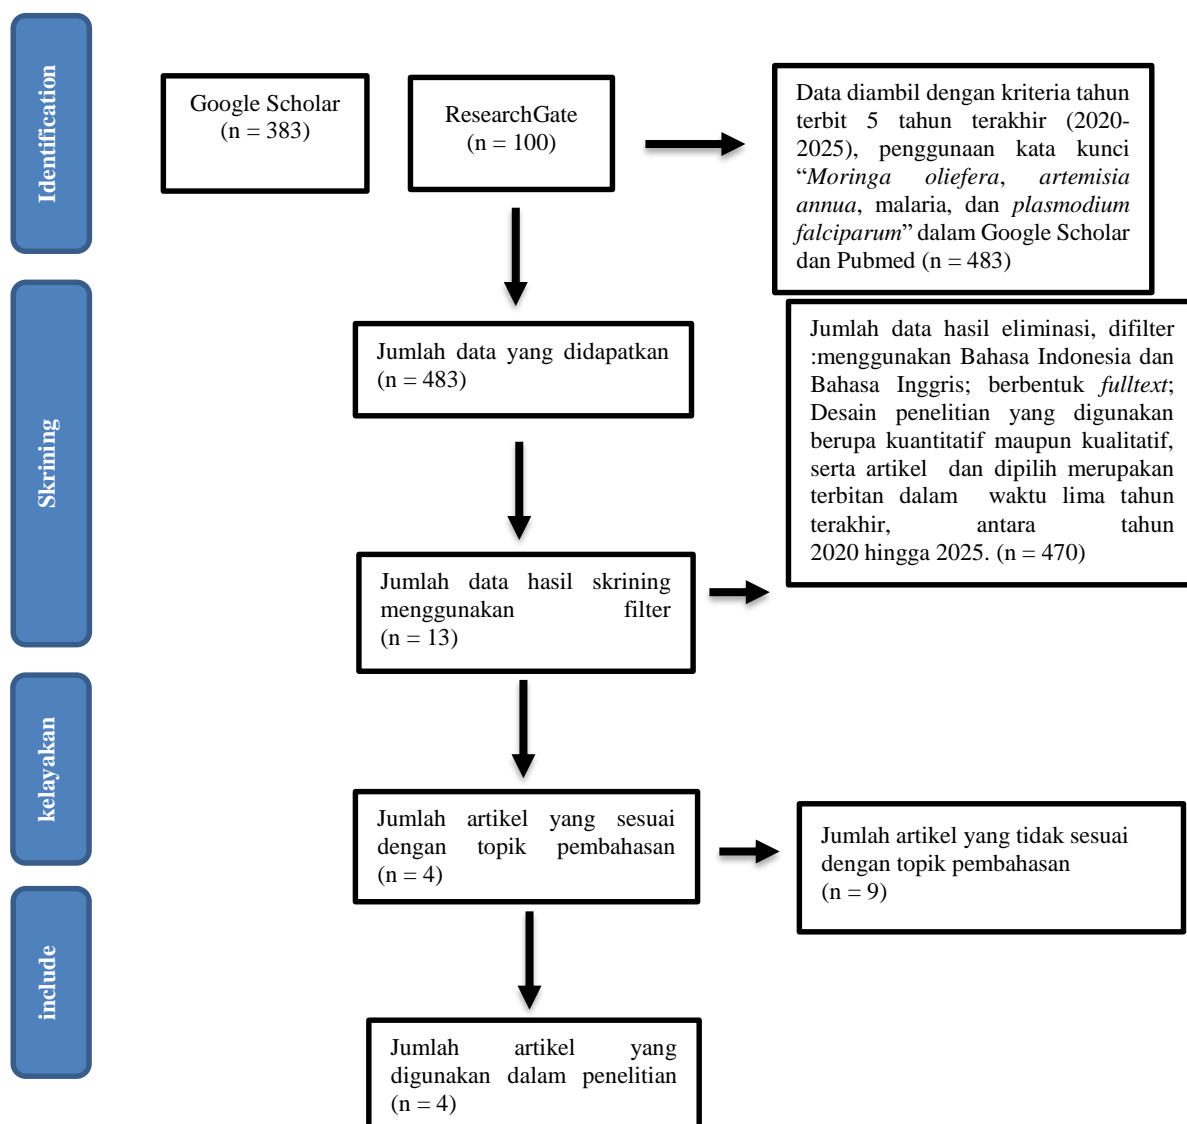 Identification
Google Scholar
(n = 383)
ResearchGate
(n = 100)
Data diambil dengan kriteria tahun
terbit 5 tahun terakhir (2020-
2025), penggunaan kata kunci
“Moringa oliefera, artemisia
annua, malaria, dan plasmodium
falciparum” dalam Google Scholar
dan Pubmed (n = 483)
Skrining
Jumlah data yang didapatkan
(n = 483)
Jumlah data hasil eliminasi, difilter
:menggunakan Bahasa Indonesia dan
Bahasa Inggris; berbentuk fulltext;
Desain penelitian yang digunakan
berupa kuantitatif maupun kualitatif,
serta artikel dan dipilih merupakan
terbitan dalam waktu lima tahun
terakhir, antara tahun
2020 hingga 2025. (n = 470)
Jumlah data hasil skrining
menggunakan filter
(n = 13)
kelayakan
Jumlah artikel yang sesuai
dengan topik pembahasan
(n = 4)
Jumlah artikel yang tidak sesuai
dengan topik pembahasan
(n = 9)
include
Jumlah artikel yang
digunakan dalam penelitian
(n = 4)